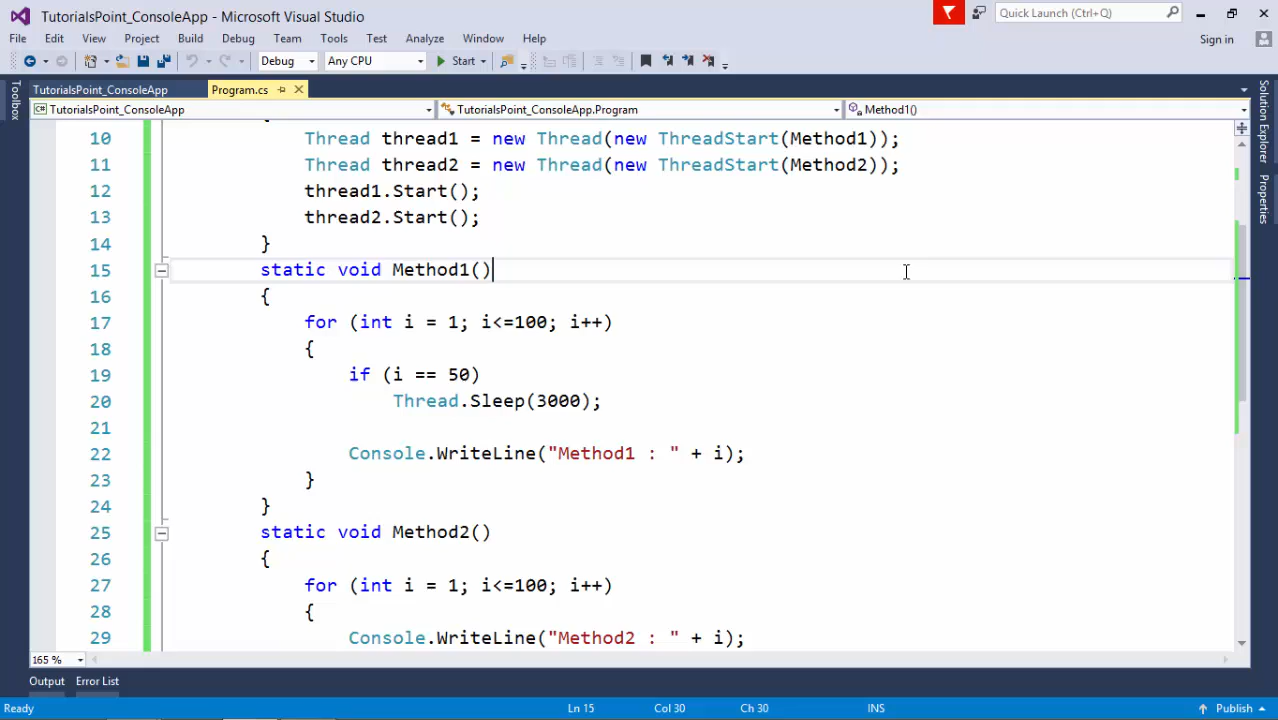 TutorialsPoint_ConsoleApp - Microsoft Visual Studio
Quick Launch (Ctrl+Q)
File Edit View Project Build Debug Team Tools Test Analyze Window Help
Sign in
Debug Any CPU Start
TutorialsPoint_ConsoleApp Program.cs
TutorialsPoint_ConsoleApp TutorialsPoint_ConsoleApp.Program Method1()
Toolbox
Solution Explorer
Properties
{
10 Thread thread1 = new Thread(new ThreadStart(Method1));
11 Thread thread2 = new Thread(new ThreadStart(Method2));
12 thread1.Start();
13 thread2.Start();
14 }
15 static void Method1()
16 {
17 for (int i = 1; i<=100; i++)
18 {
19 if (i == 50)
20 Thread.Sleep(3000);
21
22 Console.WriteLine("Method1 : " + i);
23 }
24 }
25 static void Method2()
26 {
27 for (int i = 1; i<=100; i++)
28 {
29 Console.WriteLine("Method2 : " + i);
165 %
Output Error List
Ready Ln 15 Col 30 Ch 30 INS Publish